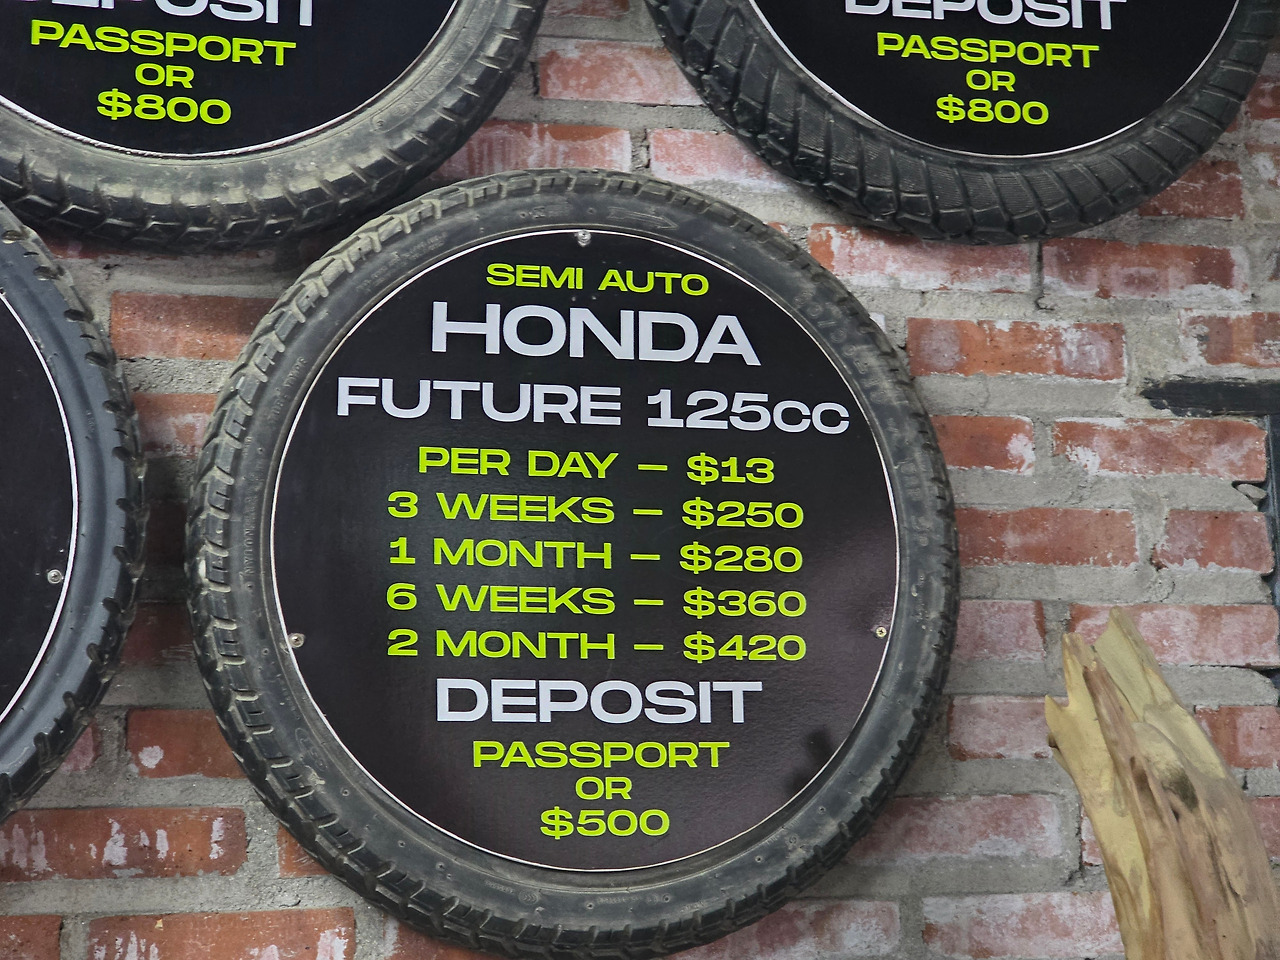 DEPOSIT
PASSPORT
OR
$800
DEPOSIT
PASSPORT
OR
$800
SEMI AUTO
HONDA
FUTURE 125CC
PER DAY – $13
3 WEEKS – $250
1 MONTH – $280
6 WEEKS – $360
2 MONTH – $420
DEPOSIT
PASSPORT
OR
$500